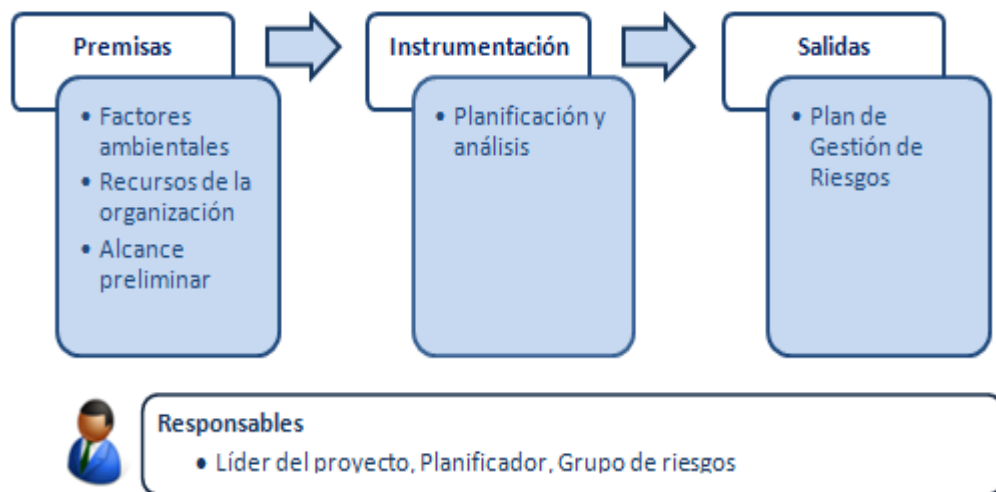 Premisas
Instrumentación
Salidas
• Factores
ambientales
• Recursos de la
organización
• Alcance
preliminar
• Planificación y
análisis
• Plan de
Gestión de
Riesgos
Responsables
• Líder del proyecto, Planificador, Grupo de riesgos